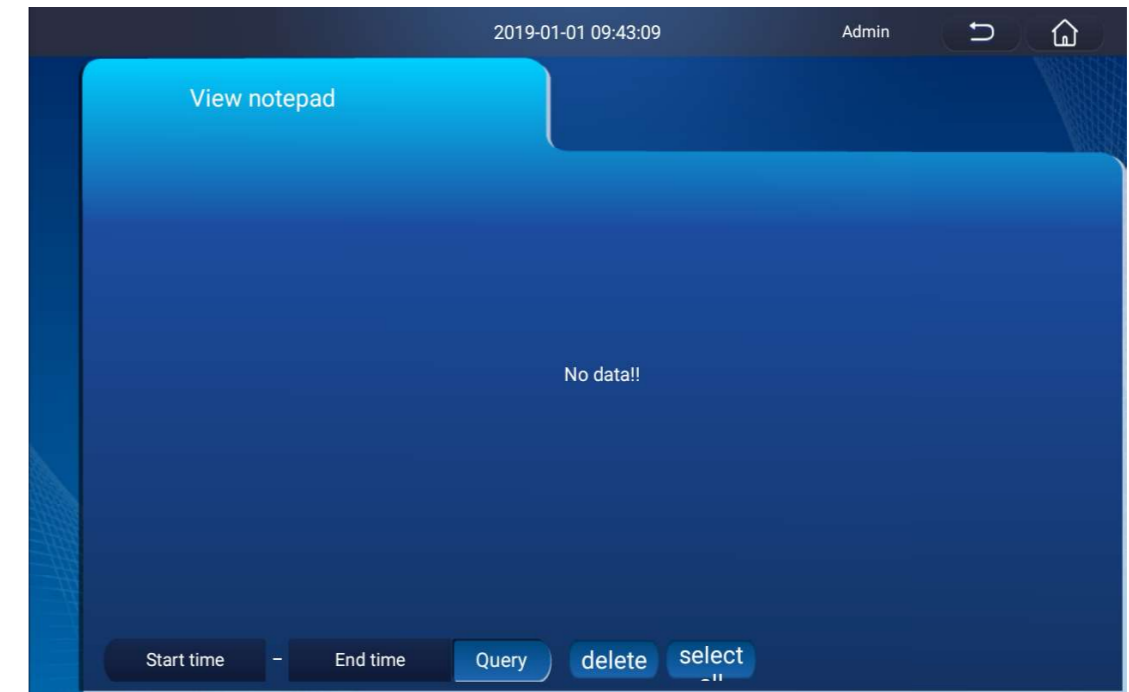 2019-01-01 09:43:09 Admin
View notepad
No data!!
Start time – End time Query delete select